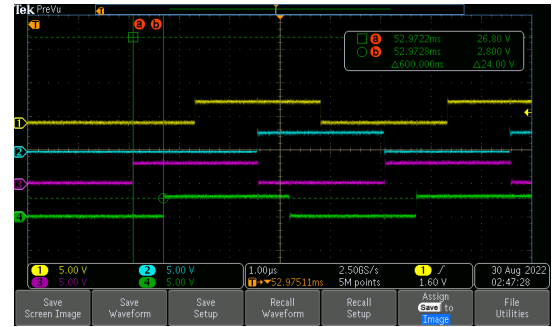 Tek PreVu
T
a b
a 52.9722ms 26.80 V
b 52.9728ms 2.800 V
△600.000ns △24.00 V
1
2
3
4
1 5.00 V 2 5.00 V
3 5.00 V 4 5.00 V
1.00µs 2.50GS/s
T→▼52.97511ms 5M points
1 1.60 V
30 Aug 2022
02:47:28
Save Screen Image
Save Waveform
Save Setup
Recall Waveform
Recall Setup
Assign Save to Image
File Utilities